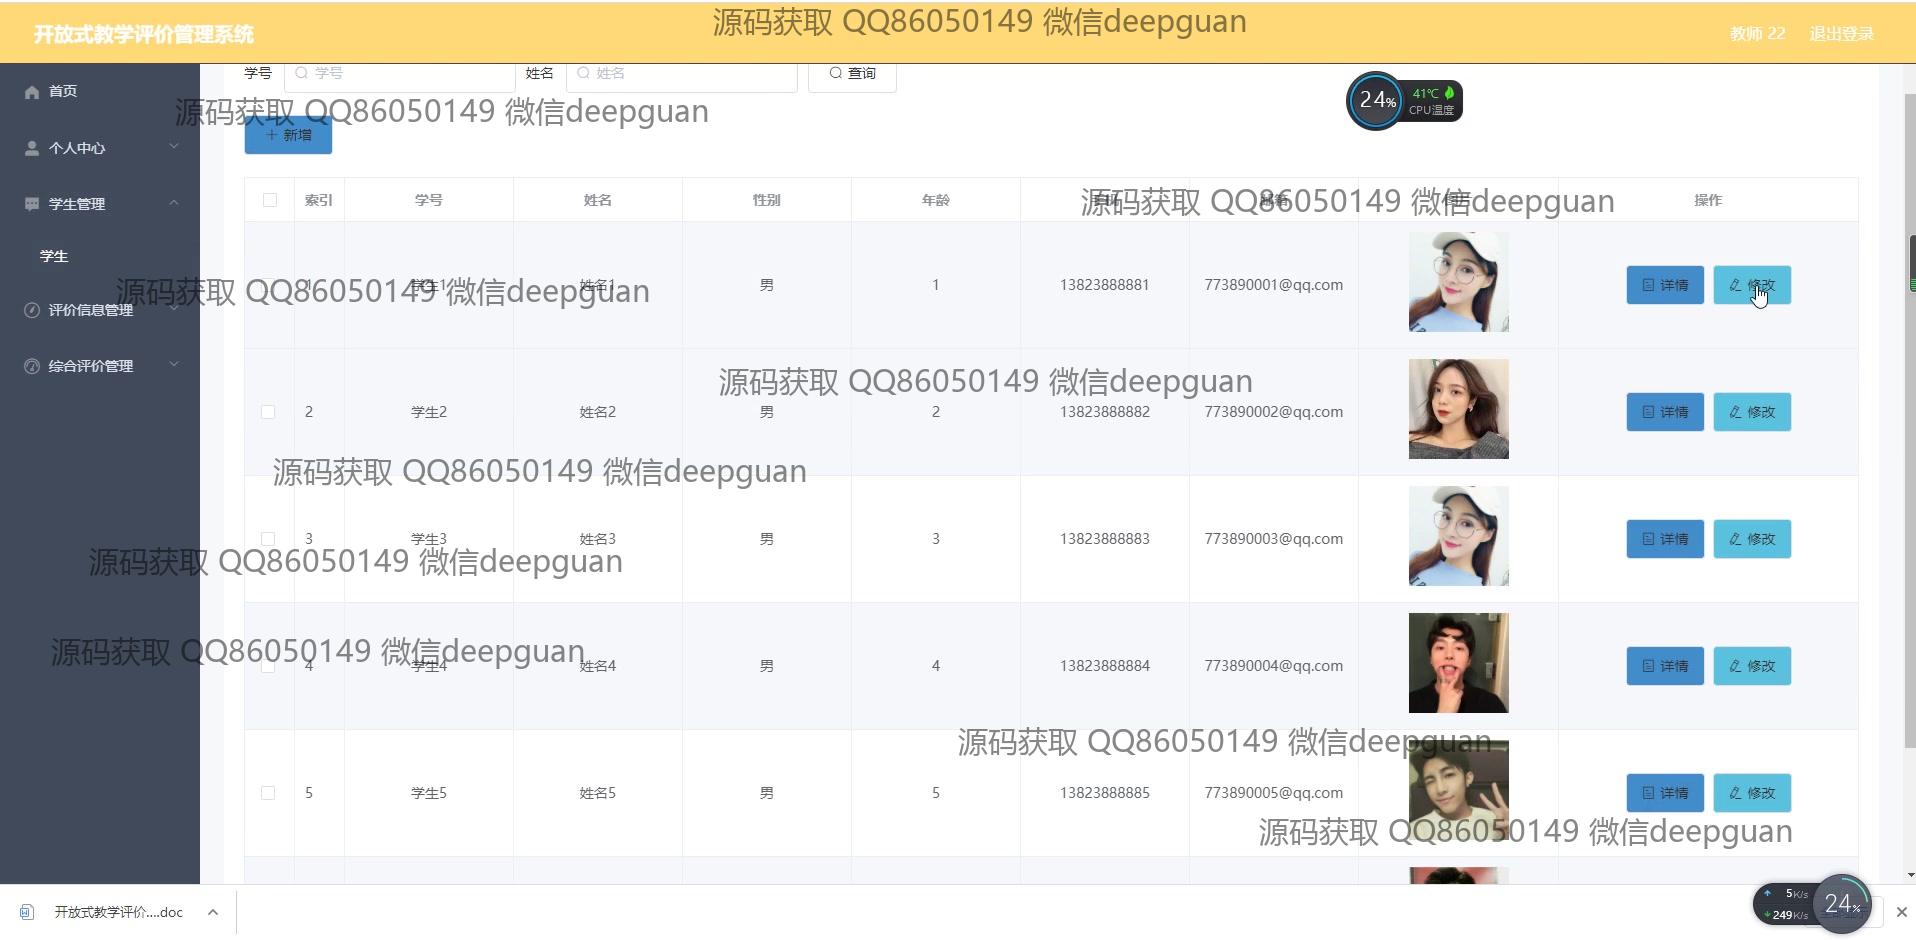 源码获取 QQ86050149 微信deepguan
开放式教学评价管理系统
教师 22 退出登录
学号 学号 姓名 姓名 查询
24% 41℃ CPU温度
首页
源码获取 QQ86050149 微信deepguan
+ 新增
个人中心
学生管理
学生
评价信息管理
综合评价管理
索引 学号 姓名 性别 年龄 邮箱 操作
源码获取 QQ86050149 微信deepguan
1 学生1 姓名1 男 1 13823888881 773890001@qq.com 详情 修改
源码获取 QQ86050149 微信deepguan
源码获取 QQ86050149 微信deepguan
2 学生2 姓名2 男 2 13823888882 773890002@qq.com 详情 修改
源码获取 QQ86050149 微信deepguan
3 学生3 姓名3 男 3 13823888883 773890003@qq.com 详情 修改
源码获取 QQ86050149 微信deepguan
源码获取 QQ86050149 微信deepguan
4 学生4 姓名4 男 4 13823888884 773890004@qq.com 详情 修改
源码获取 QQ86050149 微信deepguan
5 学生5 姓名5 男 5 13823888885 773890005@qq.com 详情 修改
源码获取 QQ86050149 微信deepguan
开放式教学评价....doc
5K/s
249K/s
24%